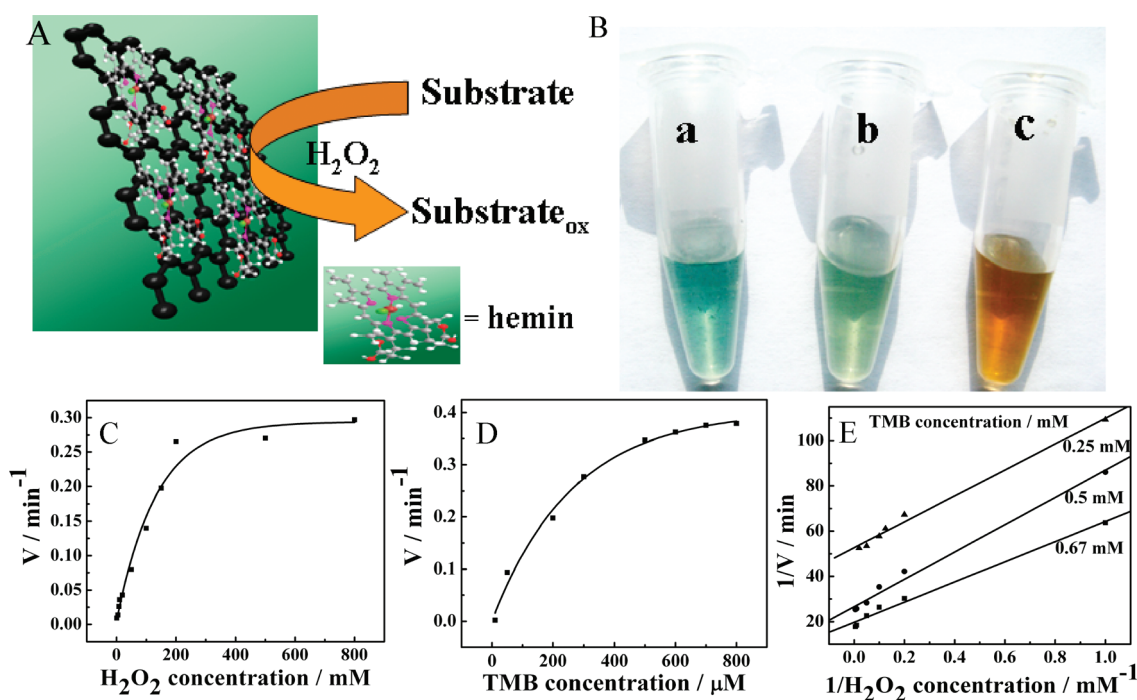 A
Substrate
H₂O₂
Substrateₒₓ
= hemin
B
a
b
c
C
V / min⁻¹
0.30
0.25
0.20
0.15
0.10
0.05
0.00
0
200
400
600
800
H₂O₂ concentration / mM
D
V / min⁻¹
0.4
0.3
0.2
0.1
0.0
0
200
400
600
800
TMB concentration / µM
E
TMB concentration / mM
0.25 mM
0.5 mM
0.67 mM
1/V / min
100
80
60
40
20
0.0
0.2
0.4
0.6
0.8
1.0
1/H₂O₂ concentration / mM⁻¹